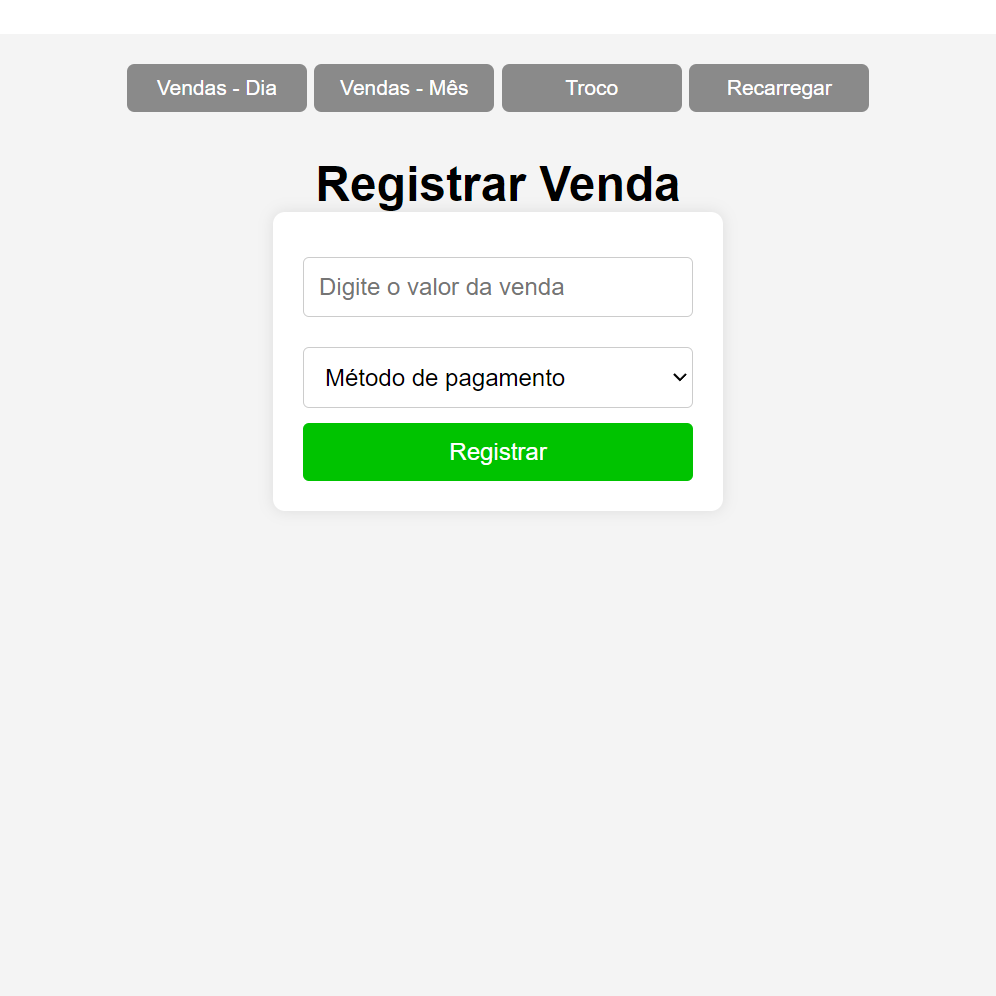 Vendas - Dia Vendas - Mês Troco Recarregar
Registrar Venda
Digite o valor da venda
Método de pagamento
Registrar